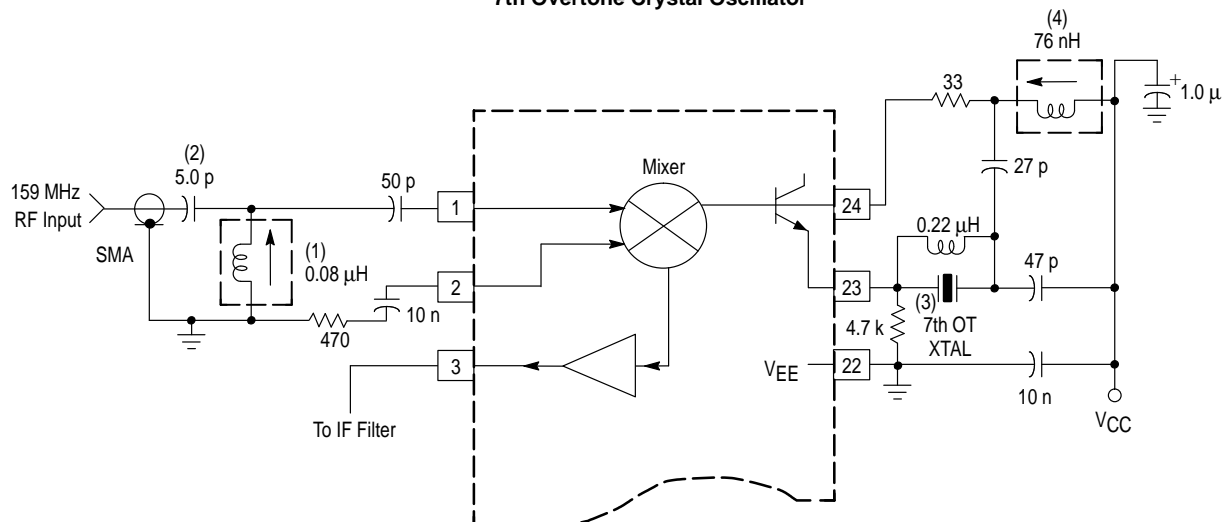 7th Overtone Crystal Oscillator
(4)
76 nH
33
+
1.0 µ
Mixer
(2)
5.0 p
50 p
27 p
159 MHz
RF Input
1
24
SMA
(1)
0.08 µH
0.22 µH
47 p
2
23
10 n
(3)
7th OT
XTAL
470
4.7 k
3
VEE
22
10 n
To IF Filter
VCC